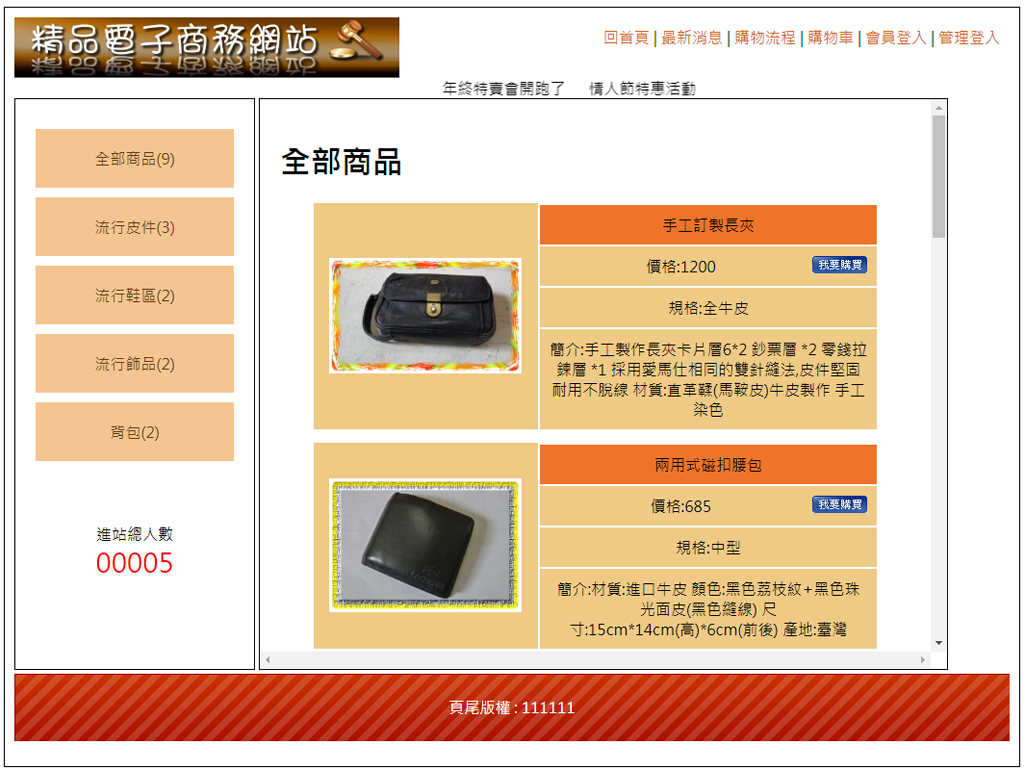 精品電子商務網站
回首頁 | 最新消息 | 購物流程 | 購物車 | 會員登入 | 管理登入
年終特賣會開跑了 情人節特惠活動
全部商品(9)
流行皮件(3)
流行鞋區(2)
流行飾品(2)
背包(2)
進站總人數
00005
全部商品
手工訂製長夾
價格:1200
我要購買
規格:全牛皮
簡介:手工製作長夾卡片層6*2 鈔票層 *2 零錢拉
鍊層 *1 採用愛馬仕相同的雙針縫法,皮件堅固
耐用不脫線 材質:直革鞣(馬鞍皮)牛皮製作 手工
染色
兩用式磁扣腰包
價格:685
我要購買
規格:中型
簡介:材質:進口牛皮 顏色:黑色荔枝紋+黑色珠
光面皮(黑色縫線) 尺
寸:15cm*14cm(高)*6cm(前後) 產地:臺灣
頁尾版權 : 111111